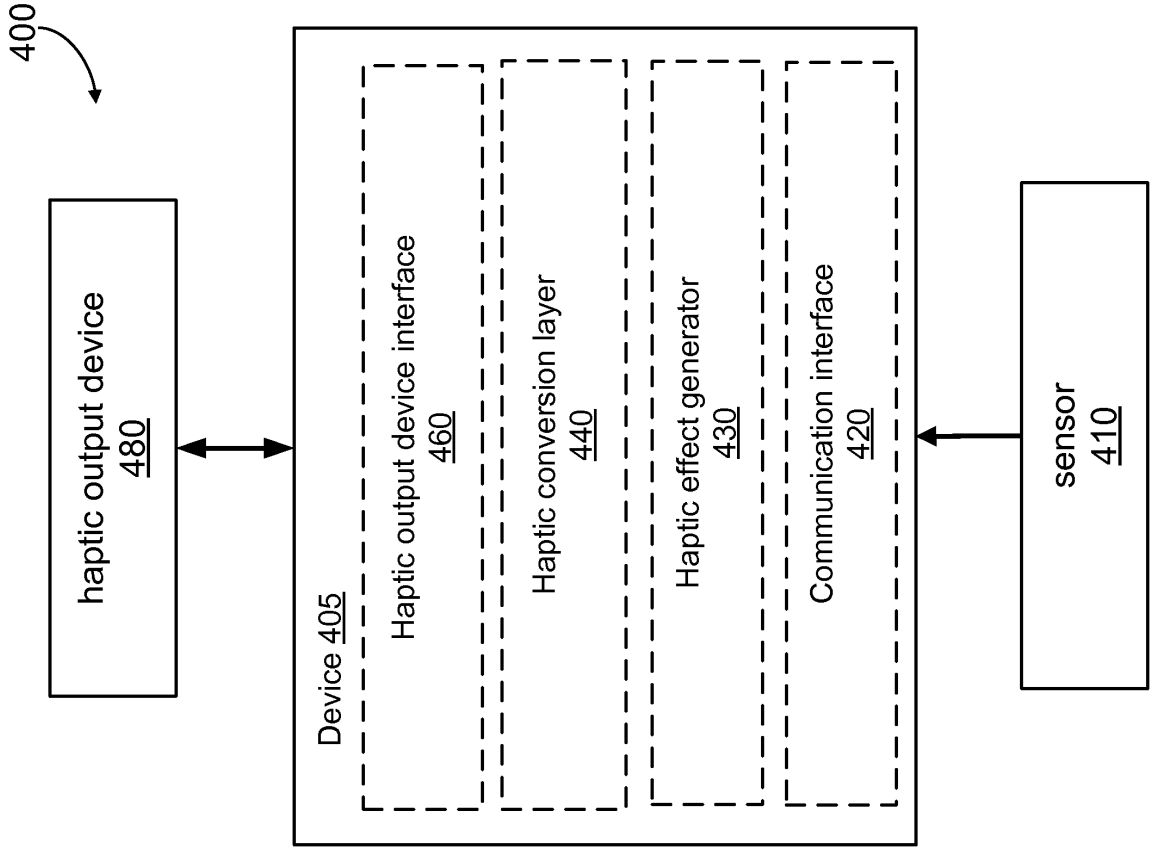 400
haptic output device
480
Device 405
Haptic output device interface
460
Haptic conversion layer
440
Haptic effect generator
430
Communication interface
420
sensor
410